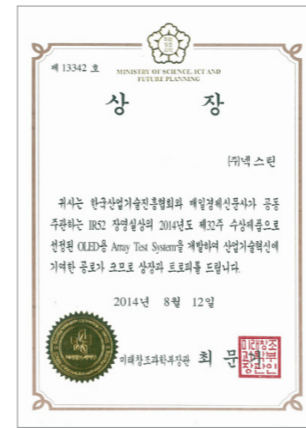 제 13342 호
MINISTRY OF SCIENCE, ICT AND
FUTURE PLANNING
상 장
㈜넥스틴
귀사는 한국산업기술진흥협회와 매일경제신문사가 공동
주관하는 IR52 장영실상의 2014년도 제32주 수상제품으로
선정된 OLED용 Array Test System을 개발하여 산업기술혁신에
기여한 공로가 크므로 상장과 트로피를 드립니다.
2014년 8월 12일
미래창조과학부장관 최 문